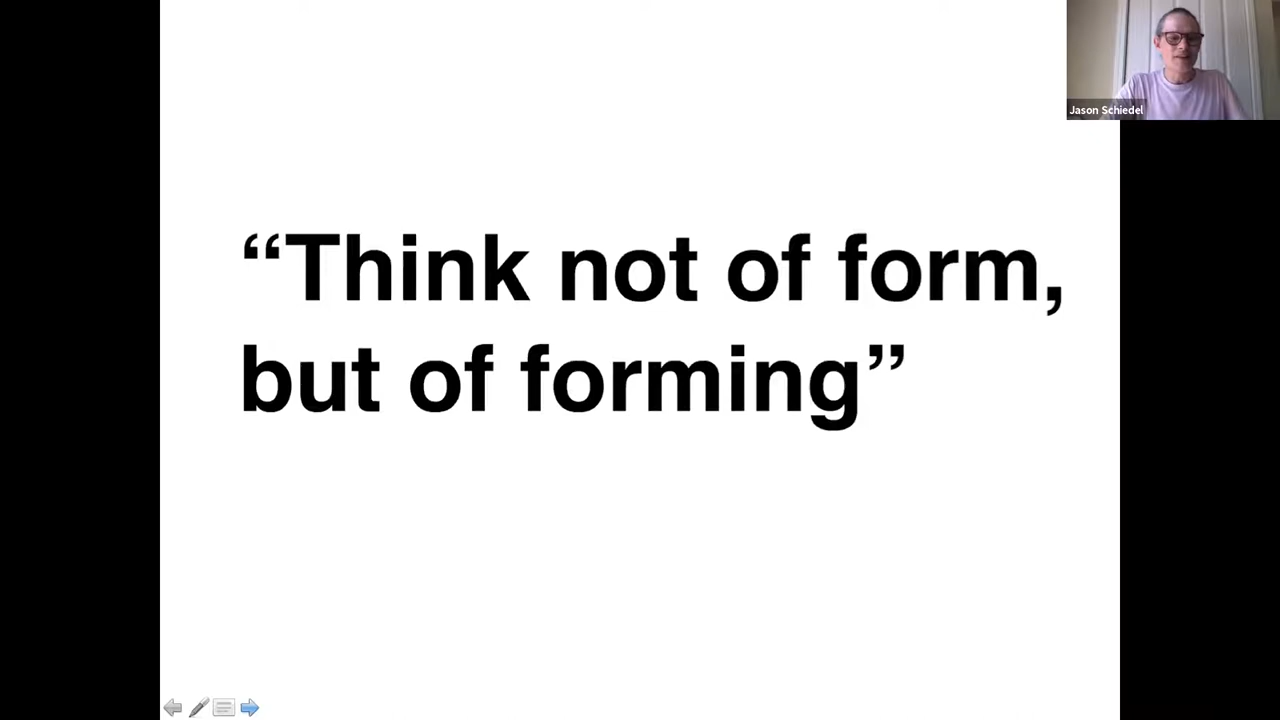 Jason Schiedel
“Think not of form,
but of forming”